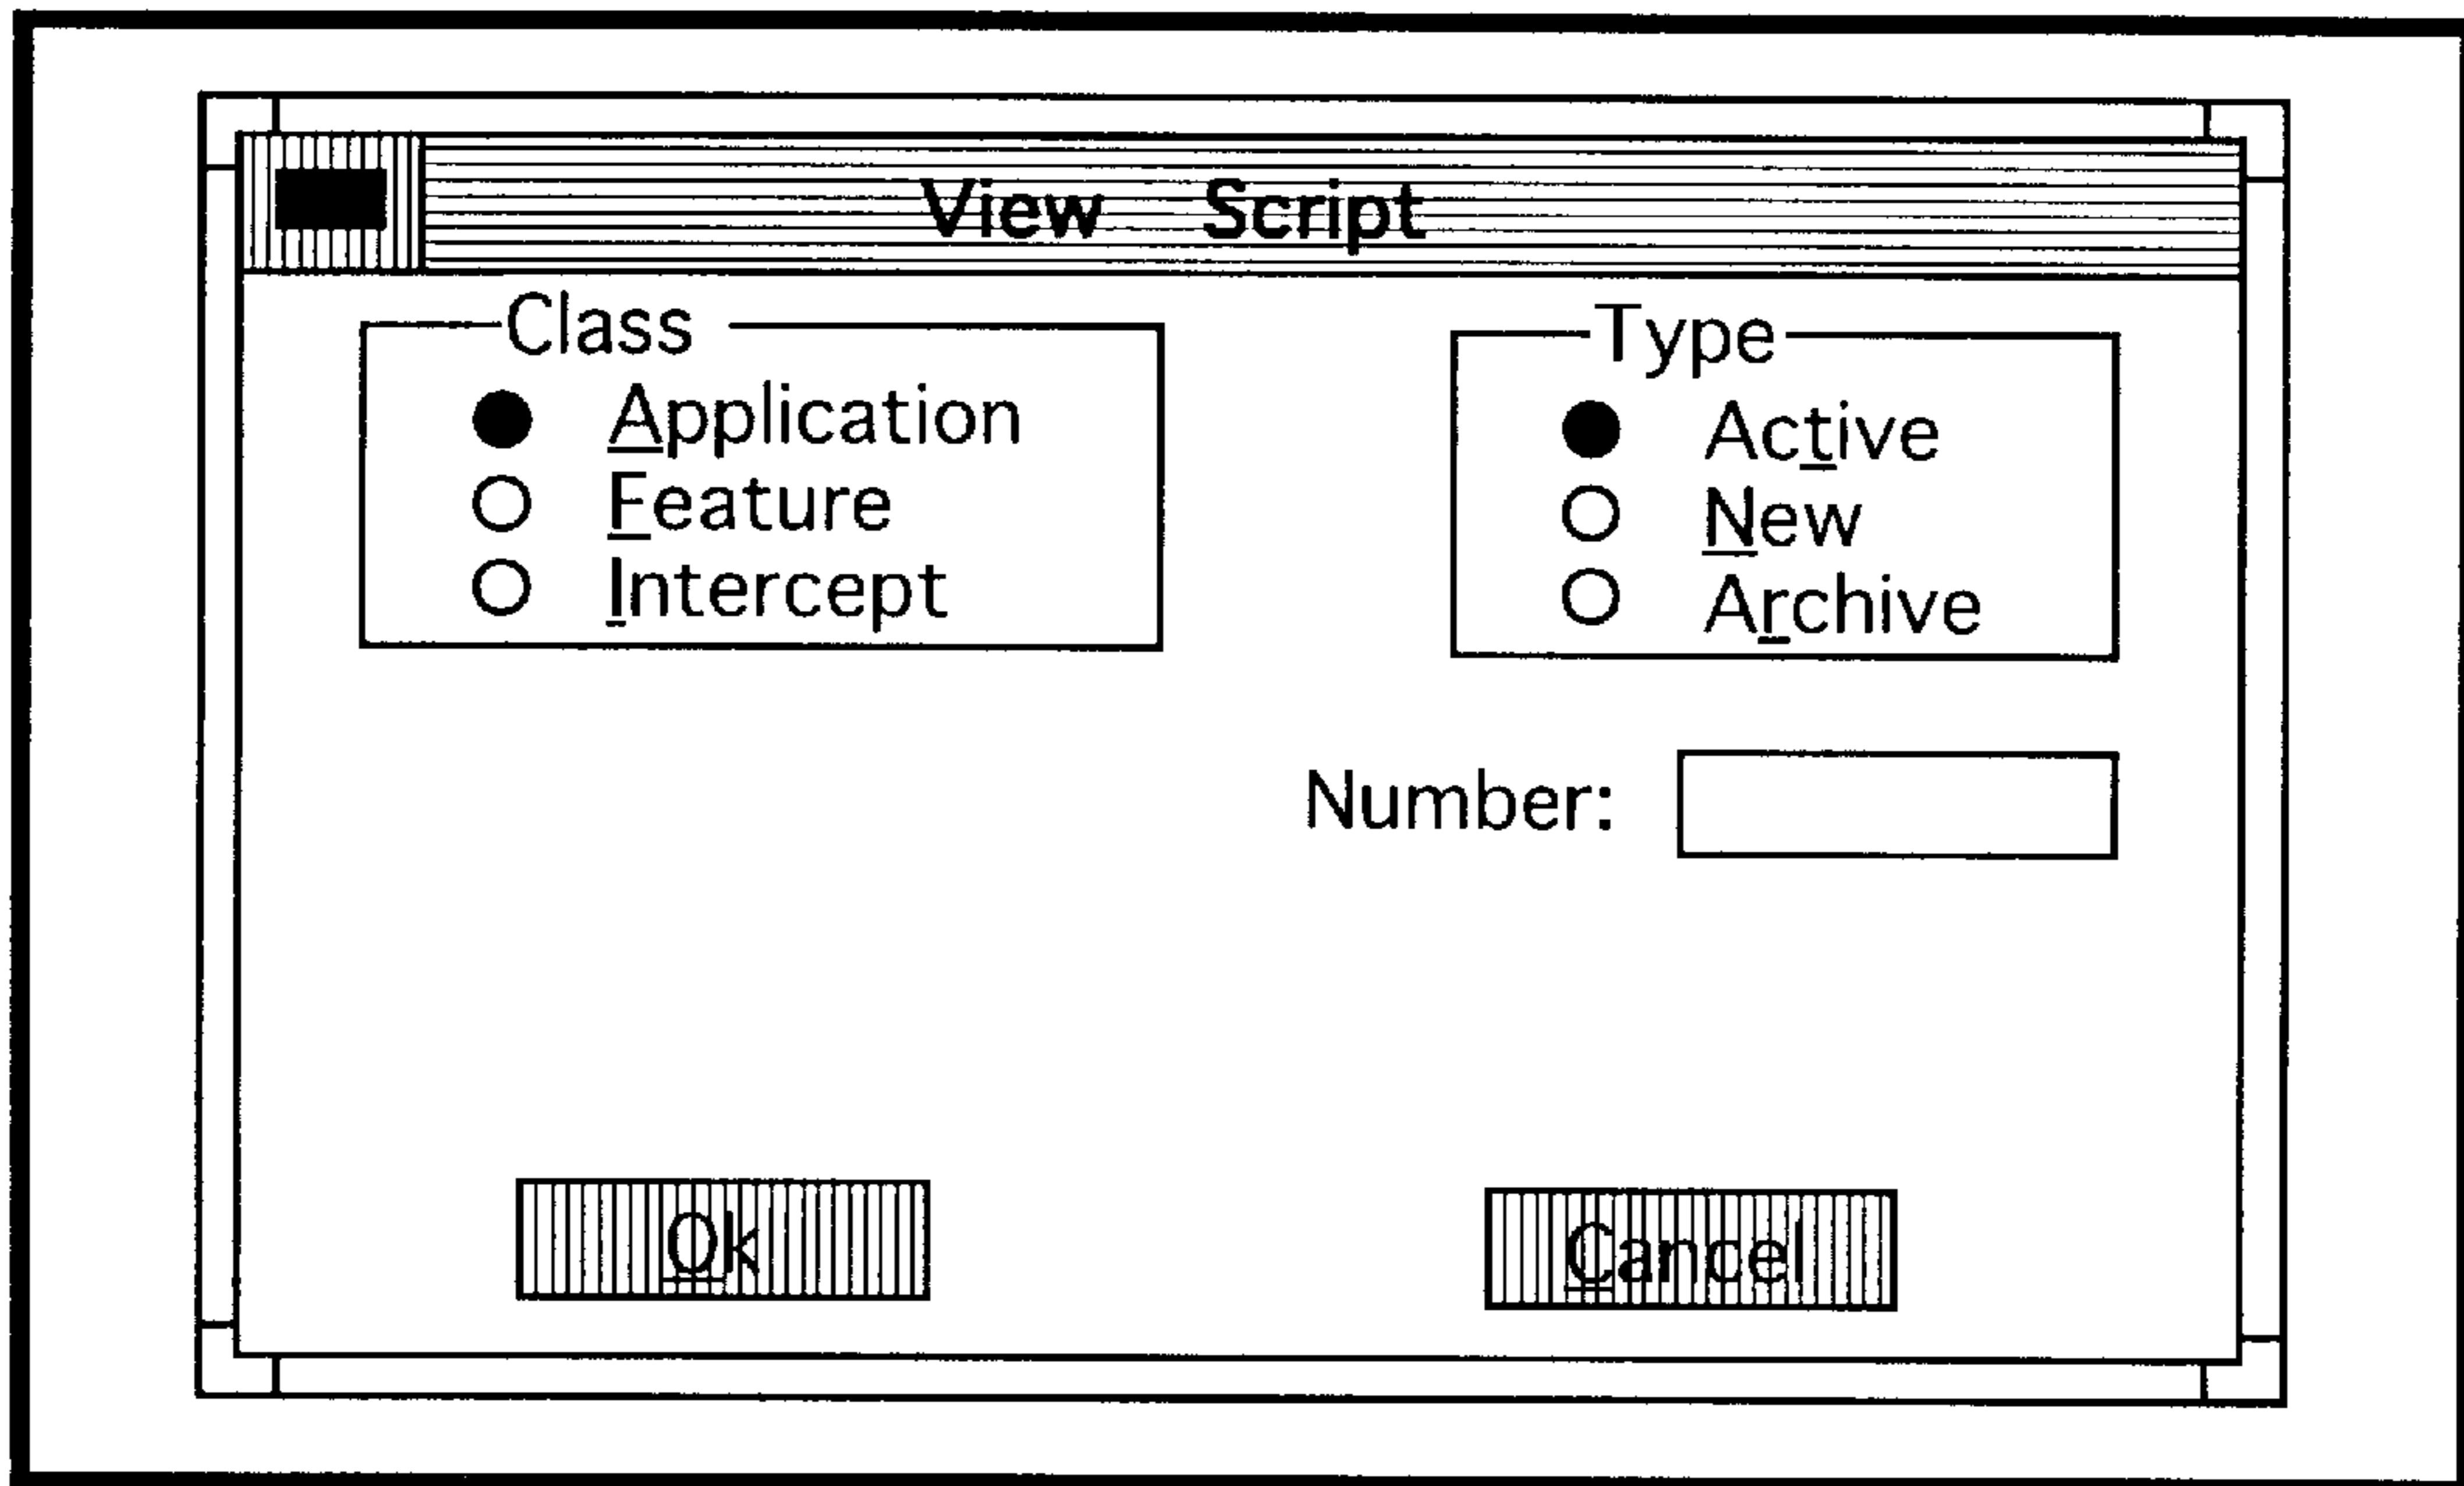 View Script
Class
Application
Feature
Intercept
Type
Active
New
Archive
Number:
Ok
Cancel